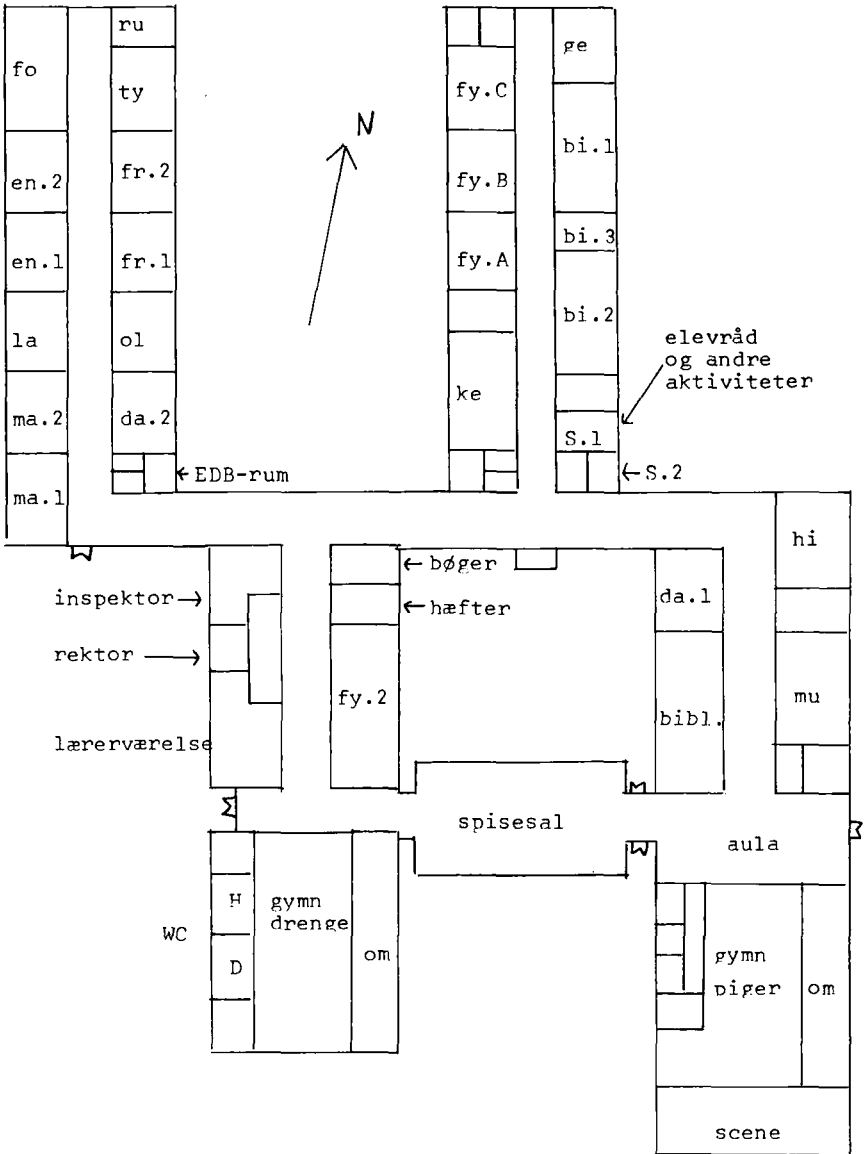 ru
fo
ty
ge
fy.C
N
bi.1
en.2
fr.2
fy.B
en.1
fr.1
fy.A
bi.3
bi.2
la
ol
elevråd
og andre
aktiviteter
ke
ma.2
da.2
S.1
←EDB-rum
←S.2
ma.1
hi
←bøger
inspektor→
←hæfter
da.1
rektor →
fy.2
bibl.
mu
lærerværelse
spisesal
aula
H
gymn
drenge
WC
D
om
gymn
piger
om
scene